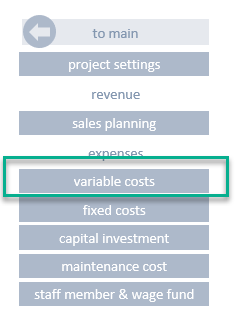 to main
project settings
revenue
sales planning
expenses
variable costs
fixed costs
capital investment
maintenance cost
staff member & wage fund